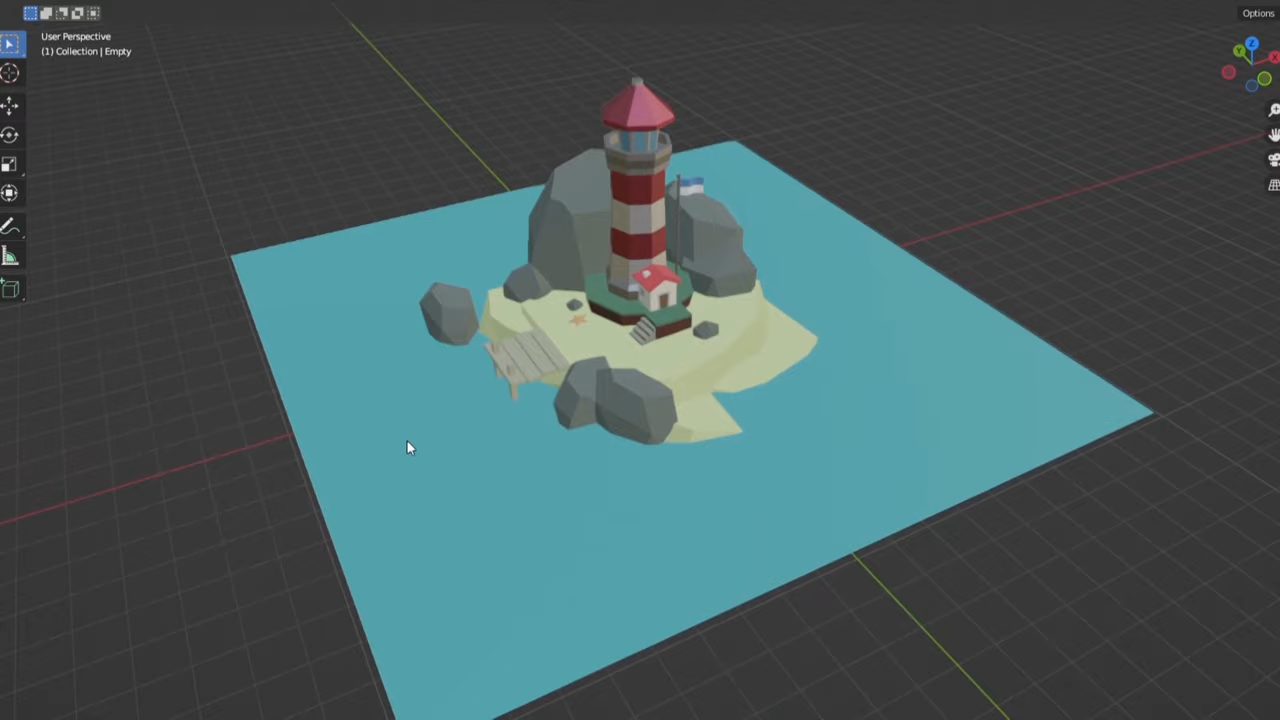 Options
User Perspective
(1) Collection | Empty
Z
Y
X